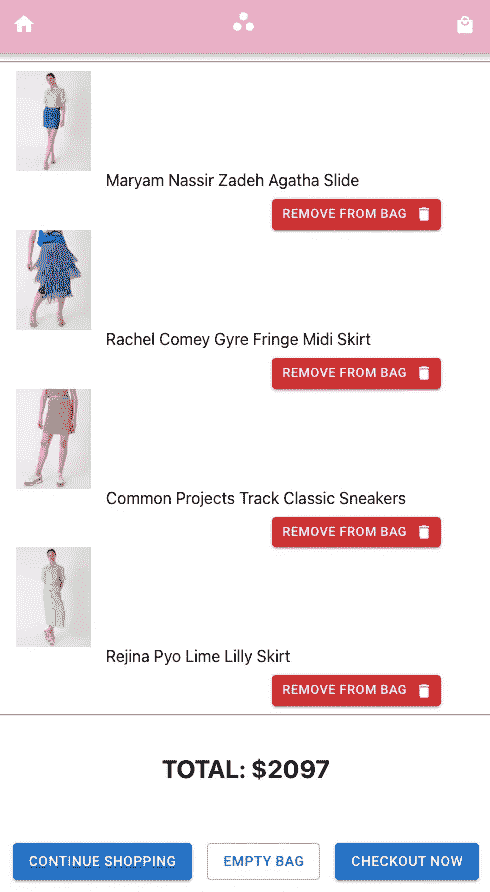 Maryam Nassir Zadeh Agatha Slide
REMOVE FROM BAG
Rachel Comey Gyre Fringe Midi Skirt
REMOVE FROM BAG
Common Projects Track Classic Sneakers
REMOVE FROM BAG
Rejina Pyo Lime Lilly Skirt
REMOVE FROM BAG
TOTAL: $2097
CONTINUE SHOPPING
EMPTY BAG
CHECKOUT NOW